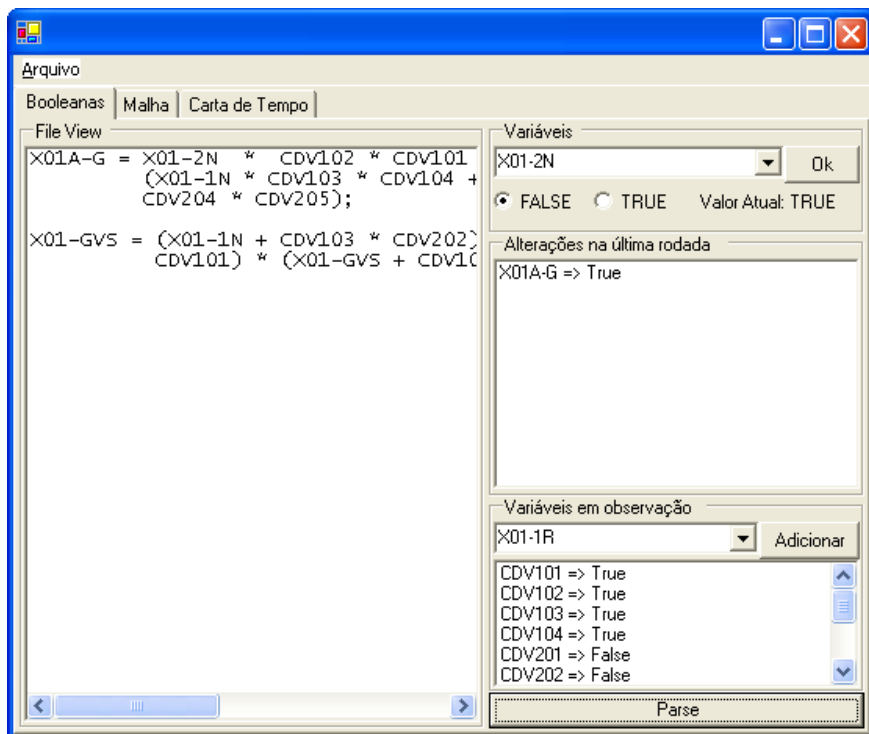 Arquivo
Booleanas Malha Carta de Tempo
File View
X01A-G = X01-2N * CDV102 * CDV101
(X01-1N * CDV103 * CDV104 +
CDV204 * CDV205);
X01-GVS = (X01-1N + CDV103 * CDV202)
CDV101) * (X01-GVS + CDV10
Variáveis
X01-2N Ok
FALSE TRUE Valor Atual: TRUE
Alterações na última rodada
X01A-G => True
Variáveis em observação
X01-1R Adicionar
CDV101 => True
CDV102 => True
CDV103 => True
CDV104 => True
CDV201 => False
CDV202 => False
Parse